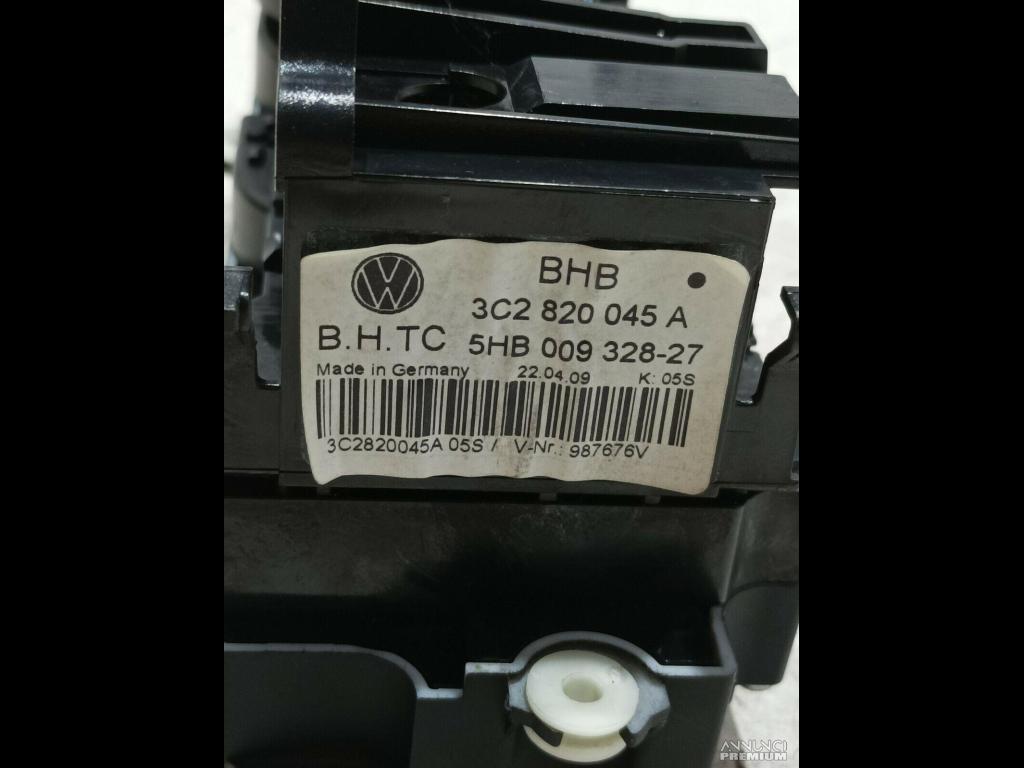 BHB
3C2 820 045 A
B.H.TC 5HB 009 328-27
Made in Germany 22.04.09 K: 05S
3C2820045A 05S / V-Nr.: 987676V
ANNUNCI
PREMIUM